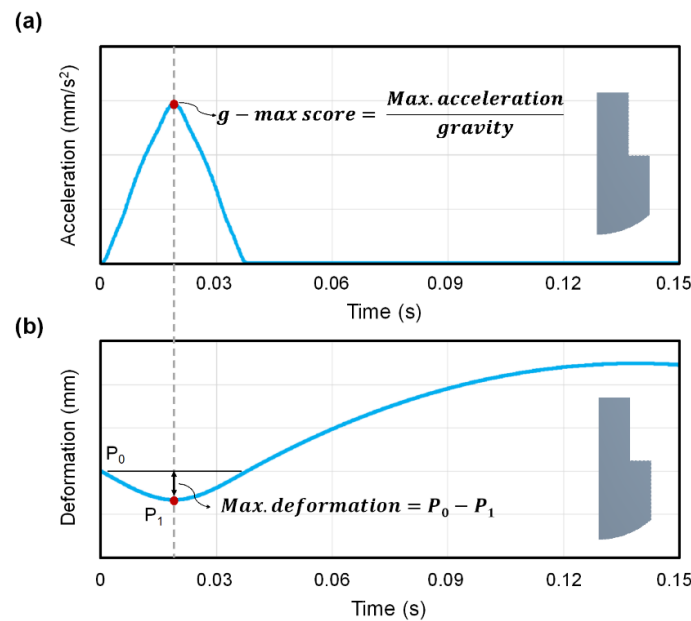 (a)
Acceleration (mm/s²)
g − max score = Max. acceleration / gravity
0 0.03 0.06 0.09 0.12 0.15
Time (s)
(b)
Deformation (mm)
P₀
P₁
Max. deformation = P₀ − P₁
0 0.03 0.06 0.09 0.12 0.15
Time (s)